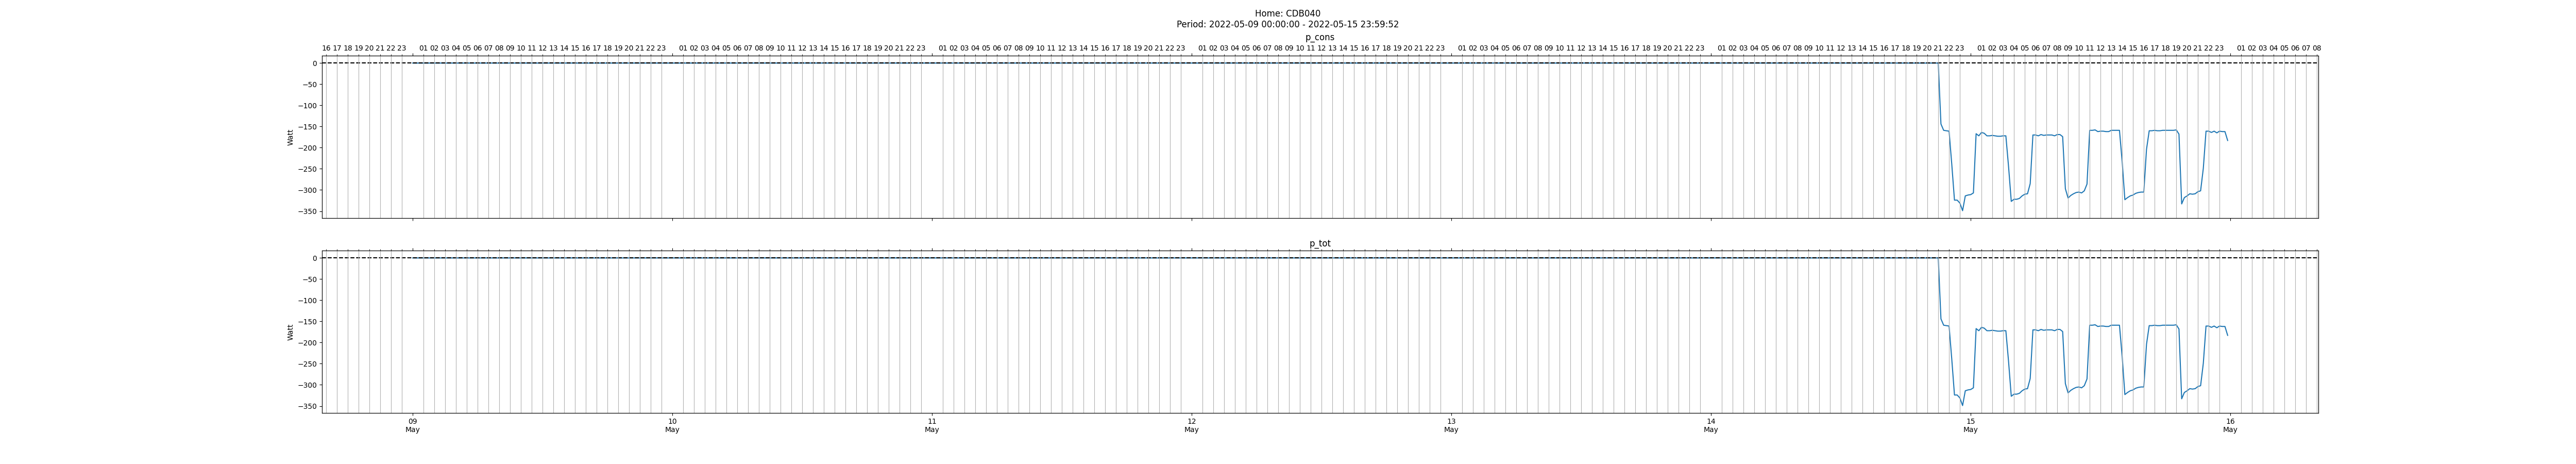 Home: CDB040
Period: 2022-05-09 00:00:00 - 2022-05-15 23:59:52
p_cons
16 17 18 19 20 21 22 23 01 02 03 04 05 06 07 08 09 10 11 12 13 14 15 16 17 18 19 20 21 22 23 01 02 03 04 05 06 07 08 09 10 11 12 13 14 15 16 17 18 19 20 21 22 23 01 02 03 04 05 06 07 08 09 10 11 12 13 14 15 16 17 18 19 20 21 22 23 01 02 03 04 05 06 07 08 09 10 11 12 13 14 15 16 17 18 19 20 21 22 23 01 02 03 04 05 06 07 08 09 10 11 12 13 14 15 16 17 18 19 20 21 22 23 01 02 03 04 05 06 07 08 09 10 11 12 13 14 15 16 17 18 19 20 21 22 23 01 02 03 04 05 06 07 08 09 10 11 12 13 14 15 16 17 18 19 20 21 22 23 01 02 03 04 05 06 07 08
0
−50
−100
−150
−200
−250
−300
−350
Watt
p_tot
0
−50
−100
−150
−200
−250
−300
−350
Watt
09 10 11 12 13 14 15 16
May May May May May May May May